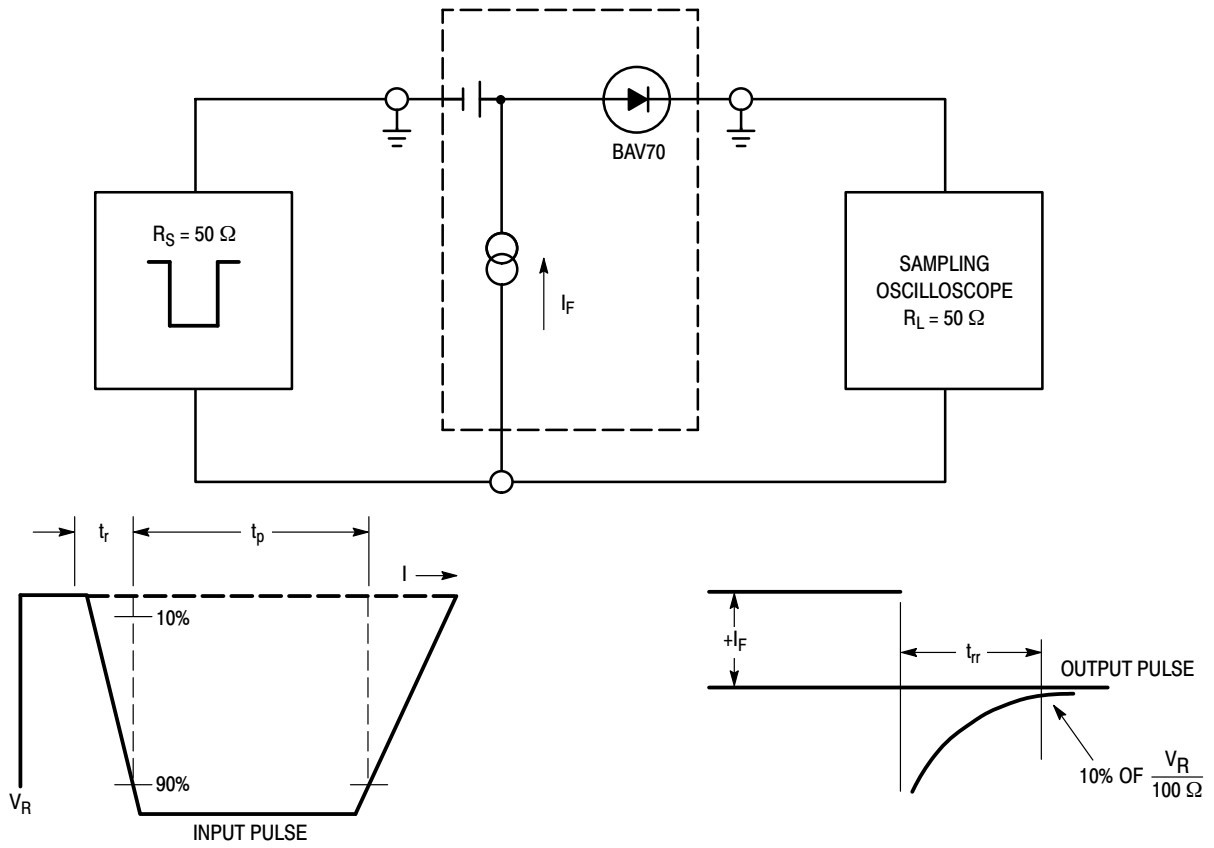 BAV70
R_S = 50 Ω
I_F
SAMPLING
OSCILLOSCOPE
R_L = 50 Ω
t_r
t_p
I
10%
90%
V_R
INPUT PULSE
+I_F
t_rr
OUTPUT PULSE
10% OF V_R
100 Ω